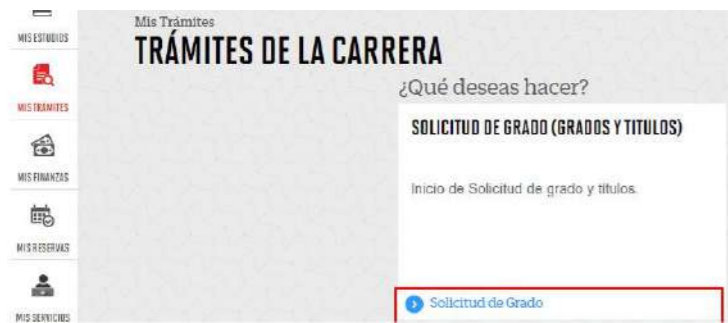 MIS ESTUDIOS
MIS TRÁMITES
MIS FINANZAS
MIS RESERVAS
MIS SERVICIOS
Mis Trámites
TRÁMITES DE LA CARRERA
¿Qué deseas hacer?
SOLICITUD DE GRADO (GRADOS Y TITULOS)
Inicio de Solicitud de grado y títulos.
Solicitud de Grado